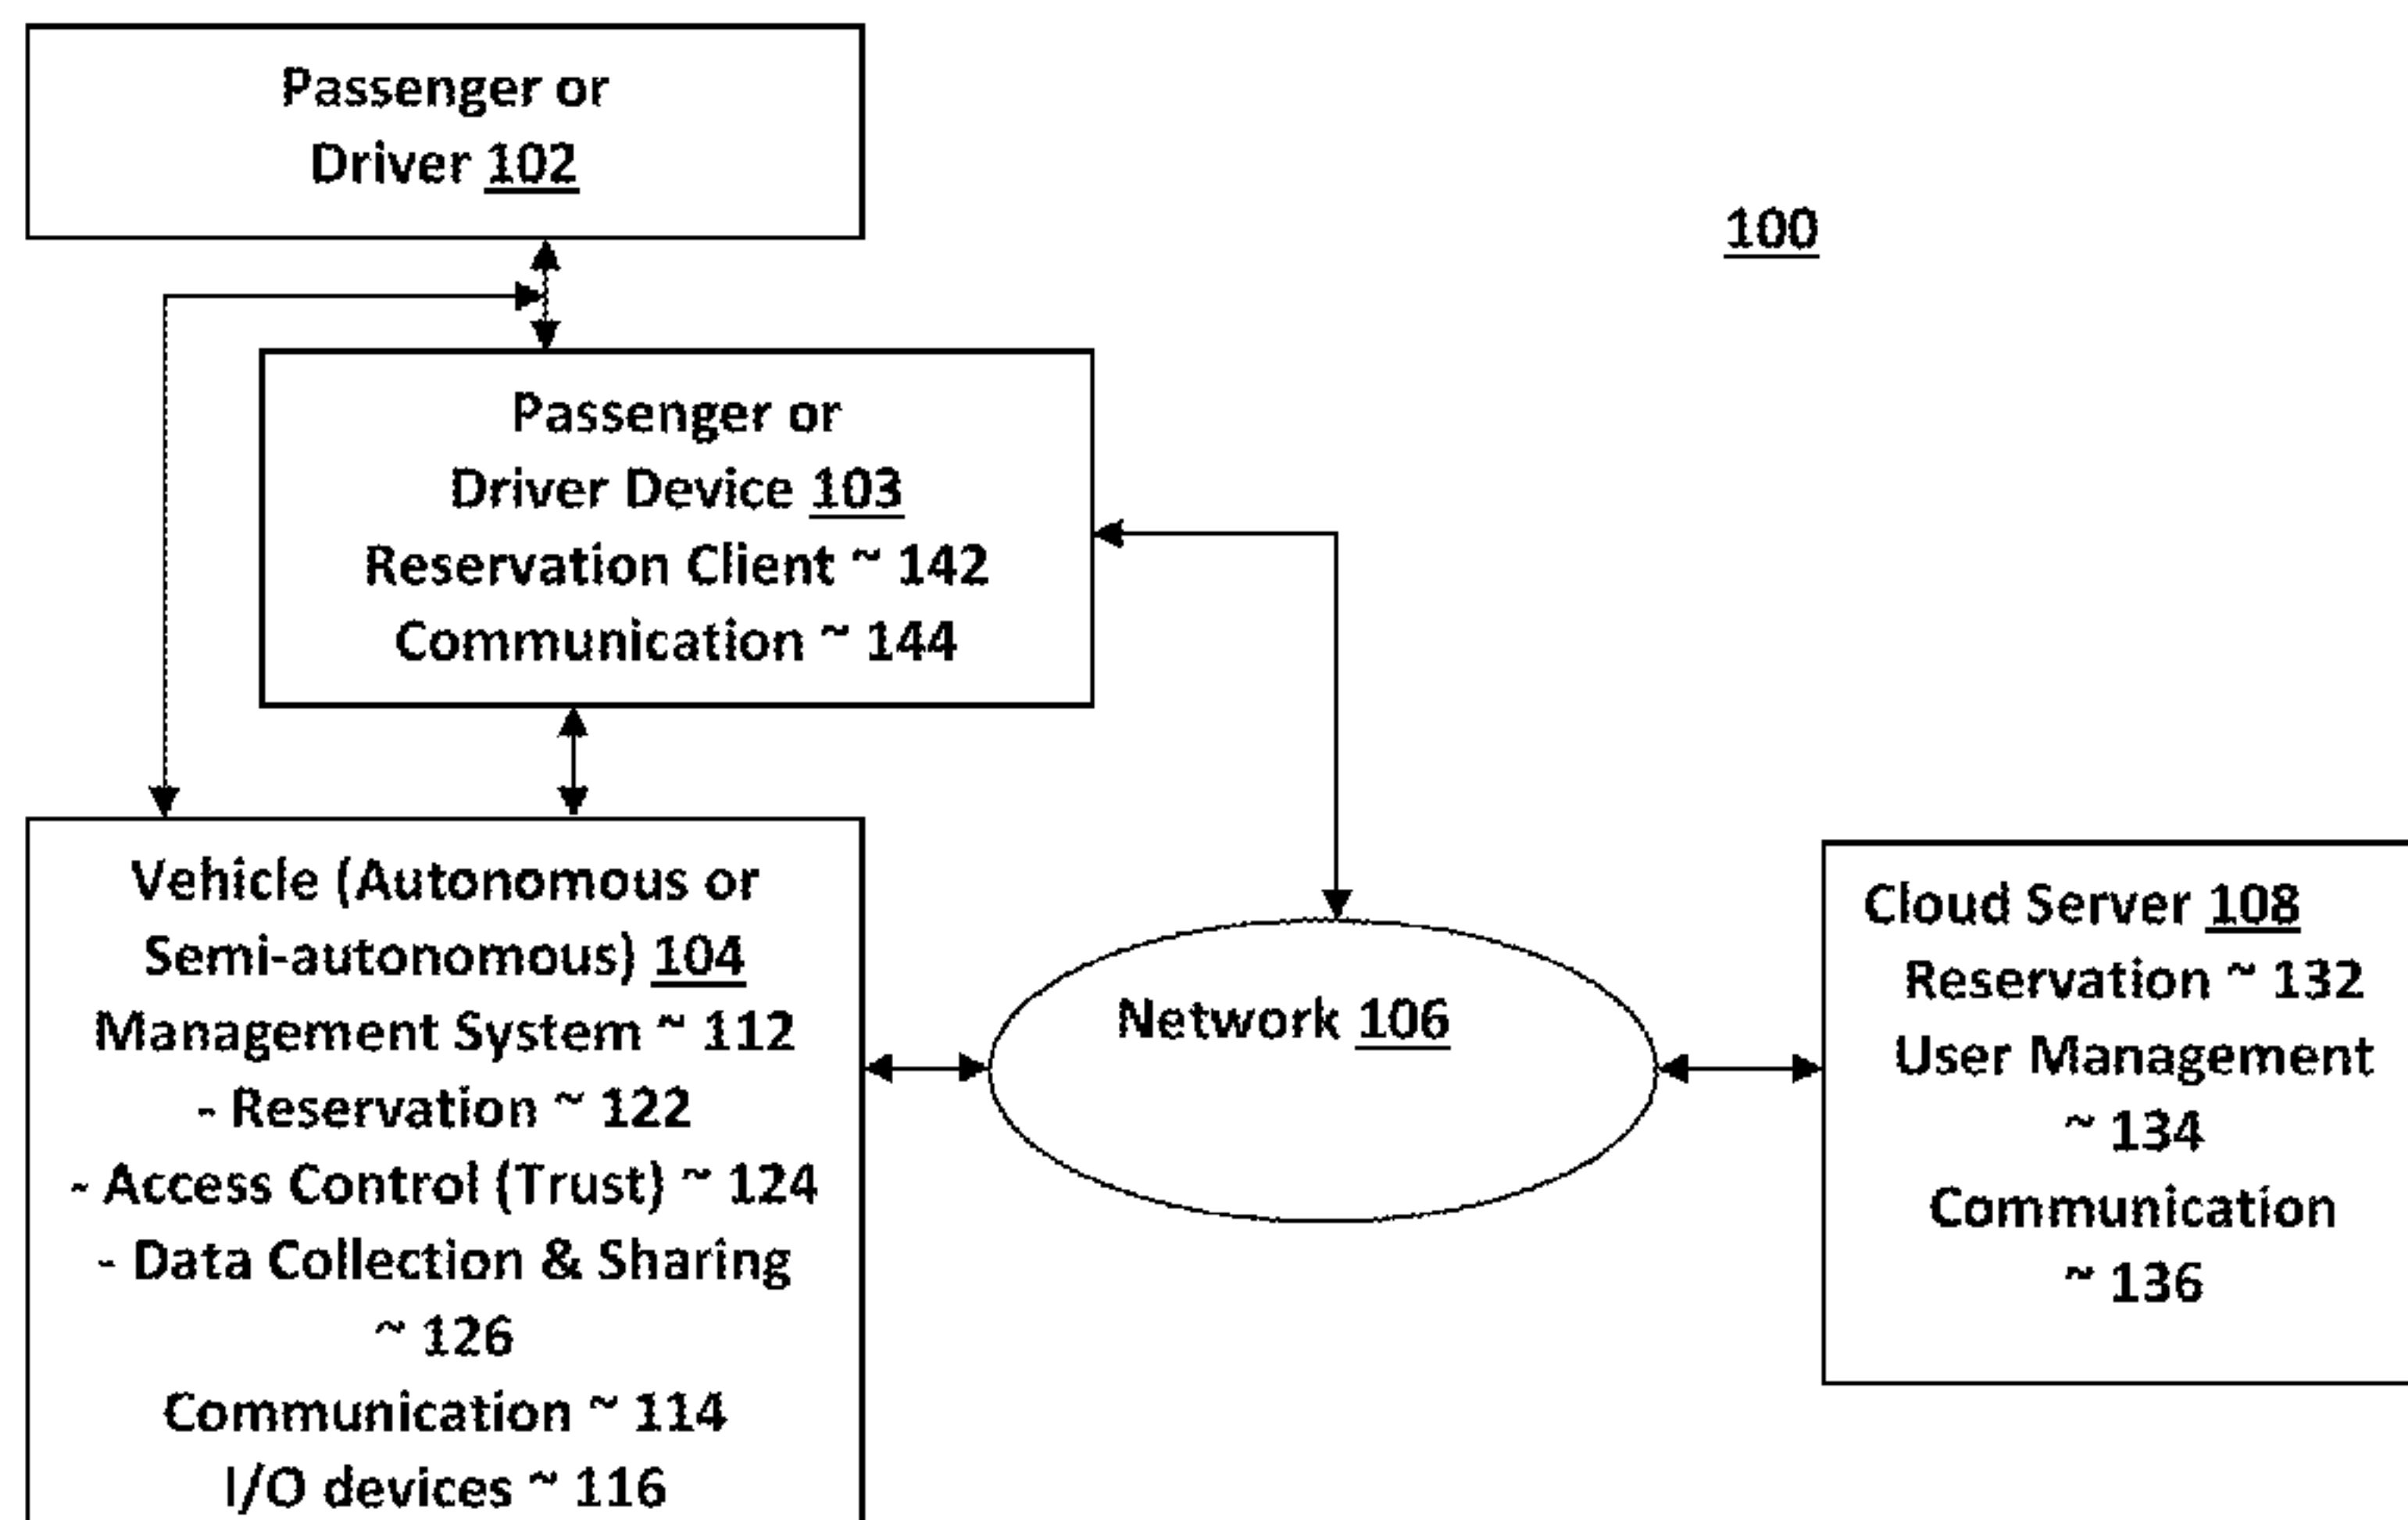 Passenger or
Driver 102
100
Passenger or
Driver Device 103
Reservation Client ~ 142
Communication ~ 144
Vehicle (Autonomous or
Semi-autonomous) 104
Management System ~ 112
- Reservation ~ 122
- Access Control (Trust) ~ 124
- Data Collection & Sharing
~ 126
Communication ~ 114
I/O devices ~ 116
Network 106
Cloud Server 108
Reservation ~ 132
User Management
~ 134
Communication
~ 136